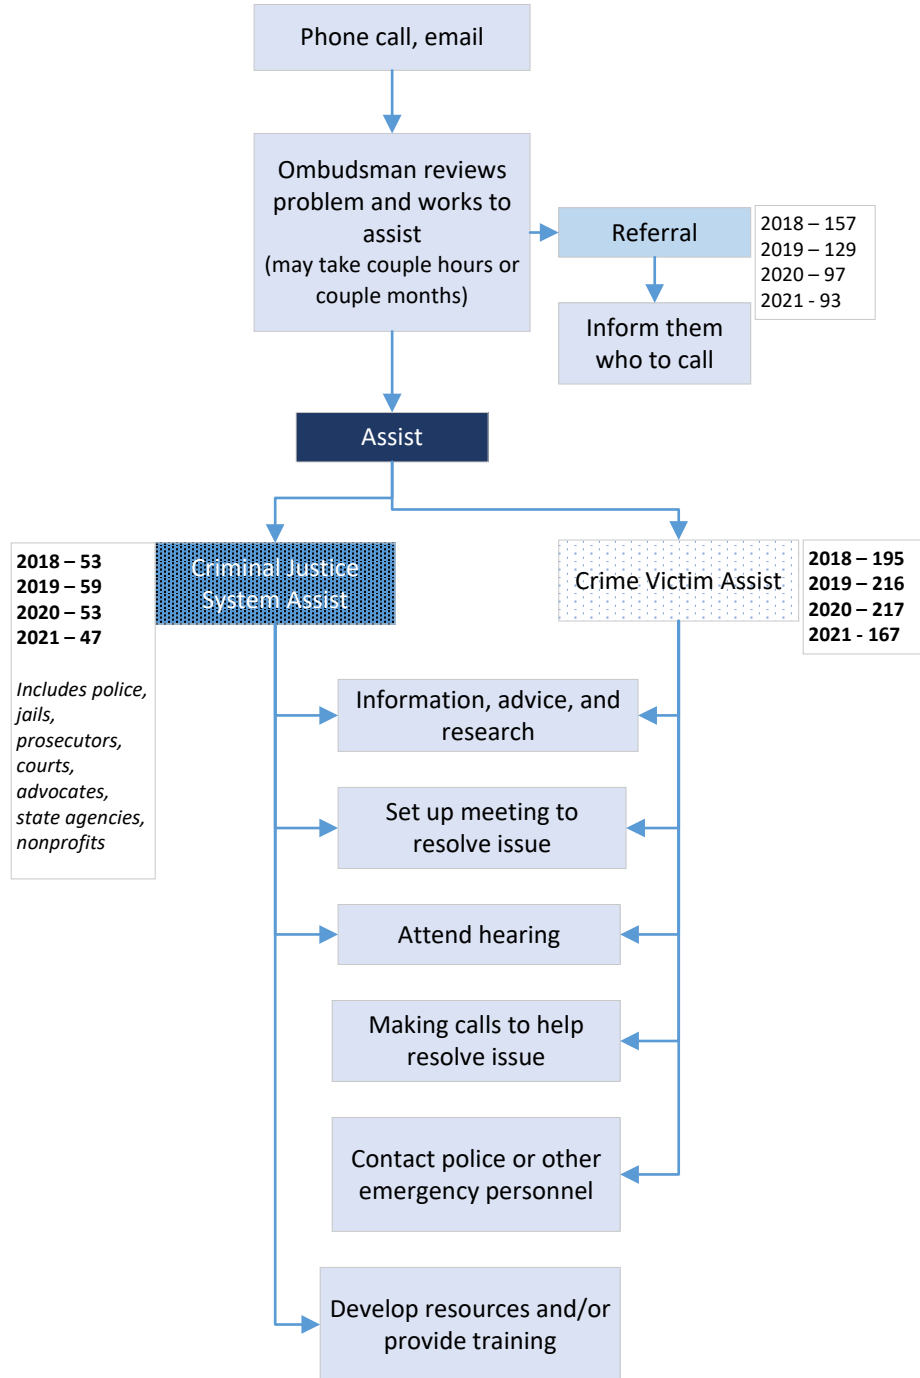 Phone call, email
Ombudsman reviews
problem and works to
assist
(may take couple hours or
couple months)
Referral
2018 – 157
2019 – 129
2020 – 97
2021 - 93
Inform them
who to call
Assist
2018 – 53
2019 – 59
2020 – 53
2021 – 47
Includes police,
jails,
prosecutors,
courts,
advocates,
state agencies,
nonprofits
Criminal Justice
System Assist
Crime Victim Assist
2018 – 195
2019 – 216
2020 – 217
2021 - 167
Information, advice, and
research
Set up meeting to
resolve issue
Attend hearing
Making calls to help
resolve issue
Contact police or other
emergency personnel
Develop resources and/or
provide training